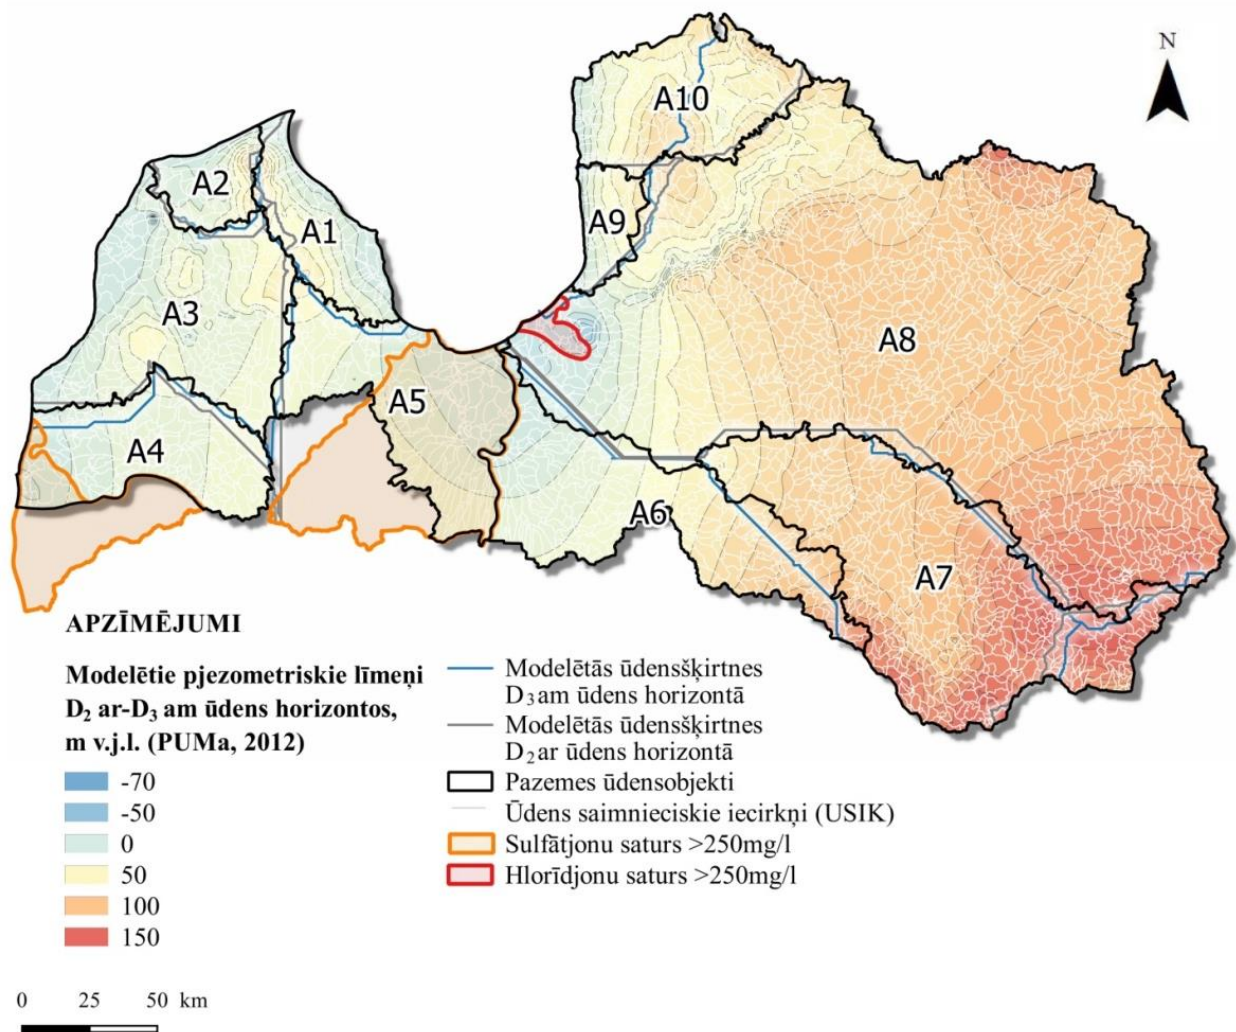 N
A10
A2
A9
A1
A3
A8
A5
A4
A6
A7
APZĪMĒJUMI
Modelētie pjezometriskie līmeņi
D₂ ar-D₃ am ūdens horizontos,
m v.j.l. (PUMa, 2012)
-70
-50
0
50
100
150
Modelētās ūdensšķirtnes
D₃ am ūdens horizontā
Modelētās ūdensšķirtnes
D₂ ar ūdens horizontā
Pazemes ūdensobjekti
Ūdens saimnieciskie iecirkņi (USIK)
Sulfātjonu saturs >250mg/l
Hlorīdjonu saturs >250mg/l
0 25 50 km